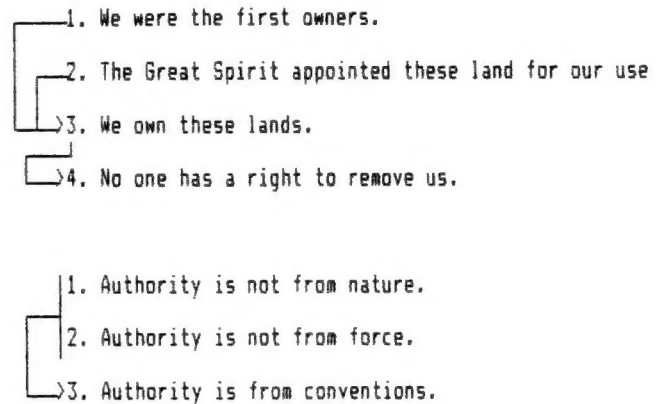 1. We were the first owners.
2. The Great Spirit appointed these land for our use
3. We own these lands.
4. No one has a right to remove us.
1. Authority is not from nature.
2. Authority is not from force.
3. Authority is from conventions.